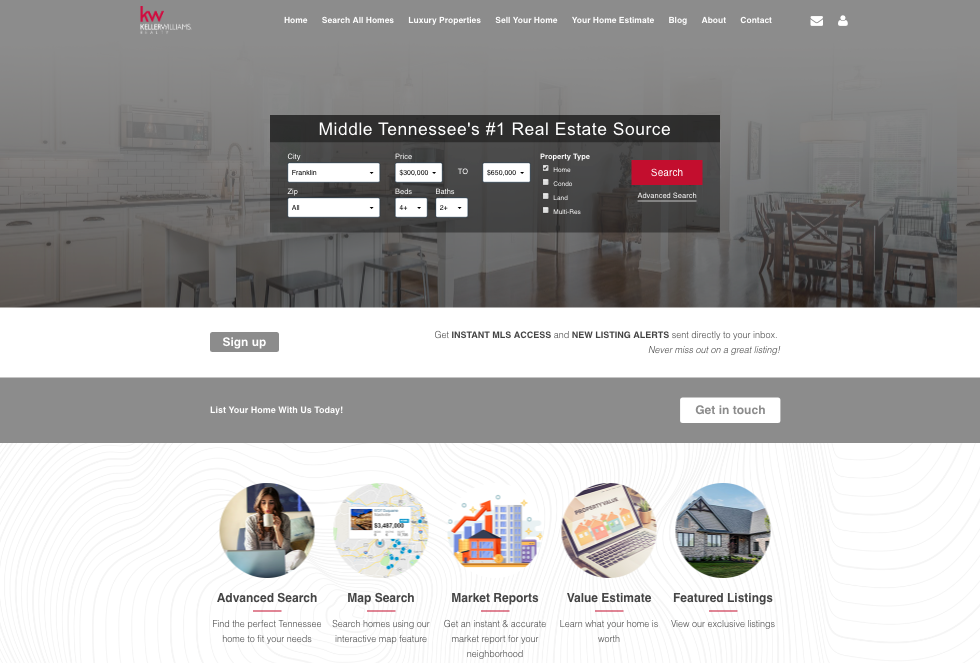 kw
KELLERWILLIAMS
REALTY
Home Search All Homes Luxury Properties Sell Your Home Your Home Estimate Blog About Contact
Middle Tennessee's #1 Real Estate Source
City Price Property Type
Franklin $300,000 TO $650,000 Home
Search
Condo
Zip Beds Baths
Advanced Search
Land
All 4+ 2+
Multi-Res
Sign up
Get INSTANT MLS ACCESS and NEW LISTING ALERTS sent directly to your inbox.
Never miss out on a great listing!
List Your Home With Us Today!
Get in touch
$3,487,000
PROPERTY VALUE
Advanced Search
Find the perfect Tennessee
home to fit your needs
Map Search
Search homes using our
interactive map feature
Market Reports
Get an instant & accurate
market report for your
neighborhood
Value Estimate
Learn what your home is
worth
Featured Listings
View our exclusive listings